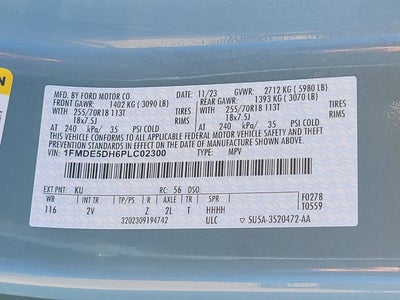 MFD. BY FORD MOTOR CO. 11/23 GVWR: 2712 KG ( 5980 LB)
FRONT GAWR: 1402 KG ( 3090 LB) REAR GAWR: 1393 KG ( 3070 LB)
255/70R18 113T TIRES 255/70R18 113T TIRES
18x7.5J RIMS 18x7.5J RIMS
AT 240 kPa/ 35 PSI COLD AT 240 kPa/ 35 PSI COLD
THIS VEHICLE CONFORMS TO ALL APPLICABLE FEDERAL MOTOR VEHICLE SAFETY AND THEFT PREVENTION STANDARDS IN EFFECT ON THE DATE OF MANUFACTURE SHOWN ABOVE.
VIN: 1FMDE5DH6PLC02300 TYPE: MPV
EXT PNT: KU RC: 56 DSO: F0278
WB INT TR TP/PS R AXLE TR SPR T0559
116 2V Z 2L T HHHH
3202309194742 ULC 5U5A-3520472-AA